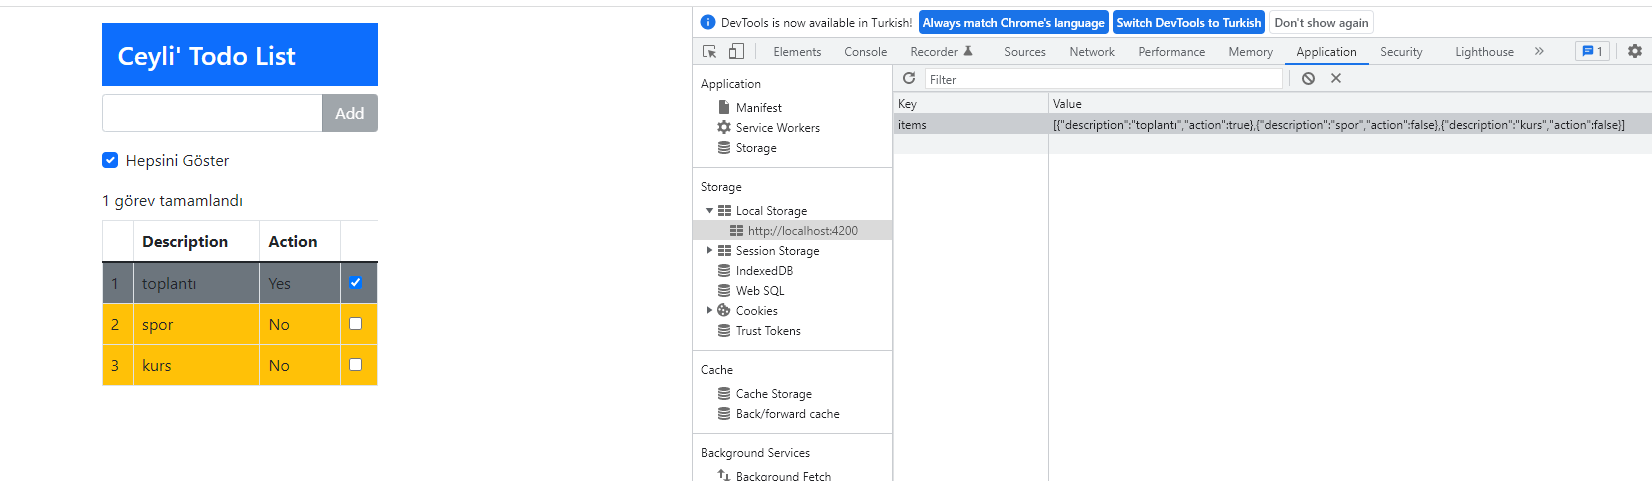 Ceyli' Todo List
Add
Hepsini Göster
1 görev tamamlandı
Description Action
1 toplantı Yes
2 spor No
3 kurs No
DevTools is now available in Turkish! Always match Chrome's language Switch DevTools to Turkish Don't show again
Elements Console Recorder Sources Network Performance Memory Application Security Lighthouse » 1
Application
Manifest
Service Workers
Storage
Storage
Local Storage
http://localhost:4200
Session Storage
IndexedDB
Web SQL
Cookies
Trust Tokens
Cache
Cache Storage
Back/forward cache
Background Services
Background Fetch
Filter
Key Value
items [{"description":"toplantı","action":true},{"description":"spor","action":false},{"description":"kurs","action":false}]